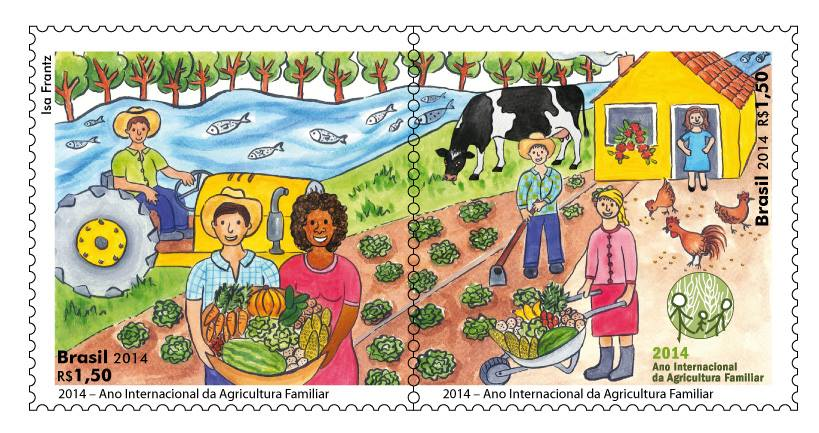 Isa Frantz
Brasil 2014
R$1,50
2014 – Ano Internacional da Agricultura Familiar
Brasil 2014 R$1,50
2014
Ano Internacional
da Agricultura Familiar
2014 – Ano Internacional da Agricultura Familiar